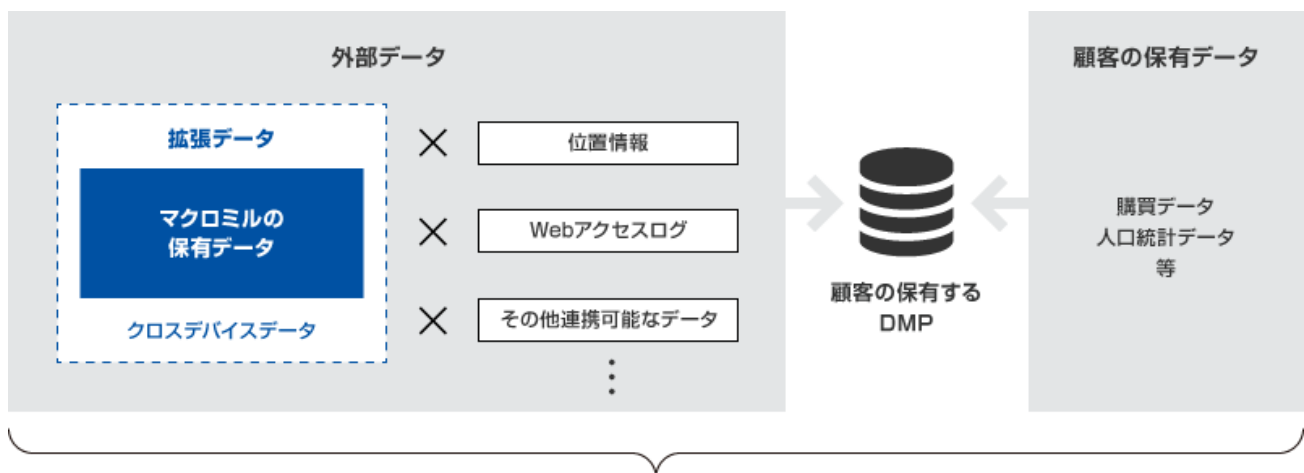 外部データ
拡張データ
マクロミルの
保有データ
クロスデバイスデータ
×
位置情報
×
Webアクセスログ
×
その他連携可能なデータ
⋮
顧客の保有する
DMP
顧客の保有データ
購買データ
人口統計データ
等